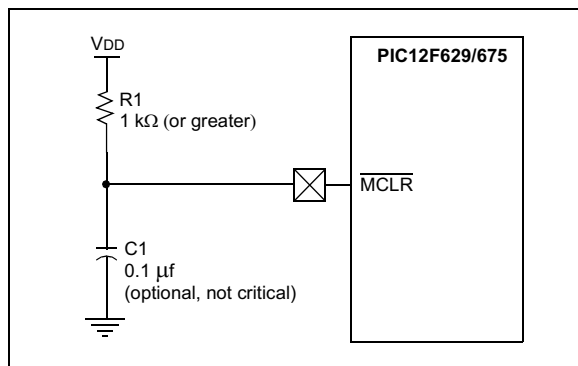 VDD
PIC12F629/675
R1
1 kΩ (or greater)
MCLR
C1
0.1 µf
(optional, not critical)